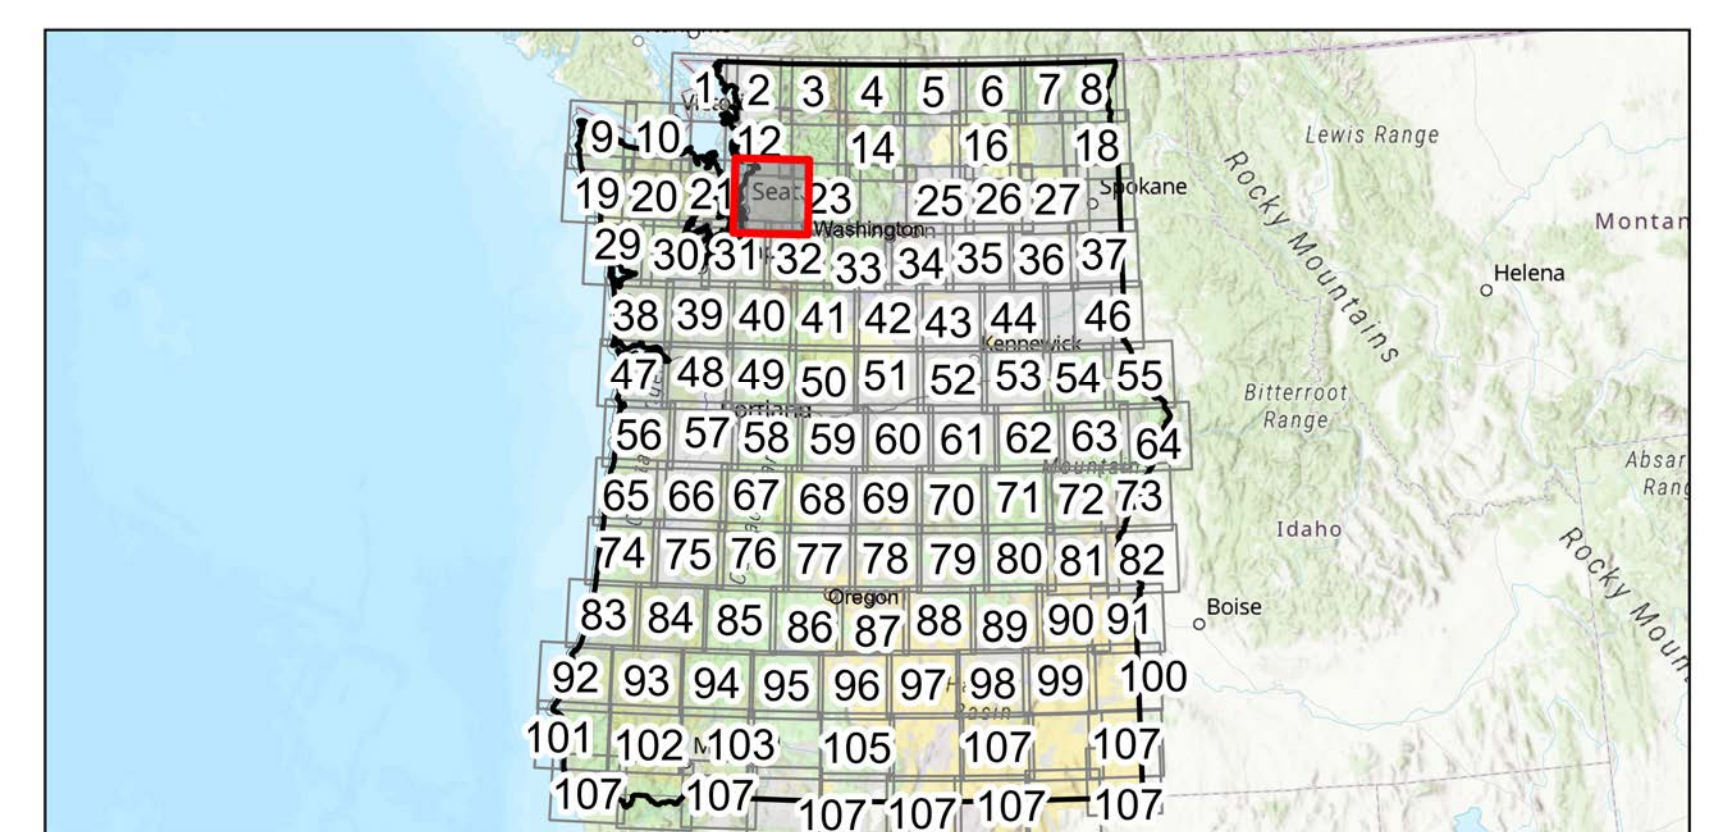 1 2 3 4 5 6 7 8
Lewis Range
9 10 12 14 16 18
Rocky Mountains
19 20 21 Seat 23 25 26 27 Spokane
Montan
Washington
29 30 31 32 33 34 35 36 37
Helena
38 39 40 41 42 43 44 46
Kennewick
47 48 49 50 51 52 53 54 55
Bitterroot
Range
Portland
56 57 58 59 60 61 62 63 64
Mountain
Absar
Rang
65 66 67 68 69 70 71 72 73
Idaho
Rocky Moun
74 75 76 77 78 79 80 81 82
Oregon
Boise
83 84 85 86 87 88 89 90 91
92 93 94 95 96 97 98 99 100
Basin
101 102 M 103 105 107 107
107 107 107 107 107 107